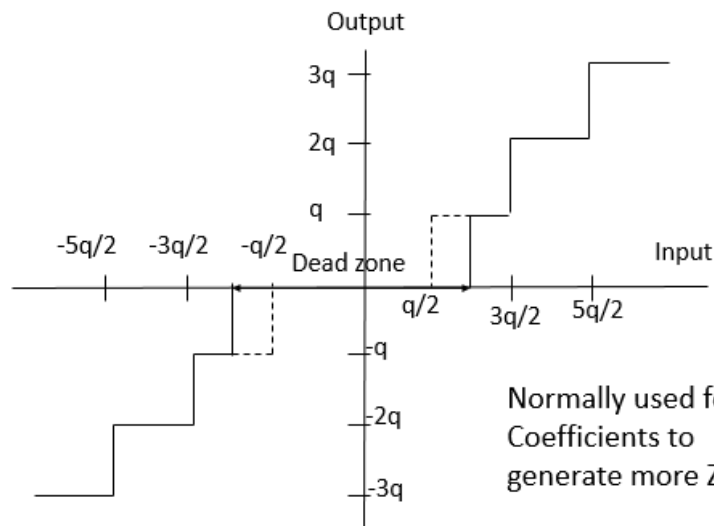 Output
3q
2q
q
-5q/2 -3q/2 -q/2
Dead zone
Input
q/2
3q/2 5q/2
-q
-2q
-3q
Normally used
Coefficients to
generate more